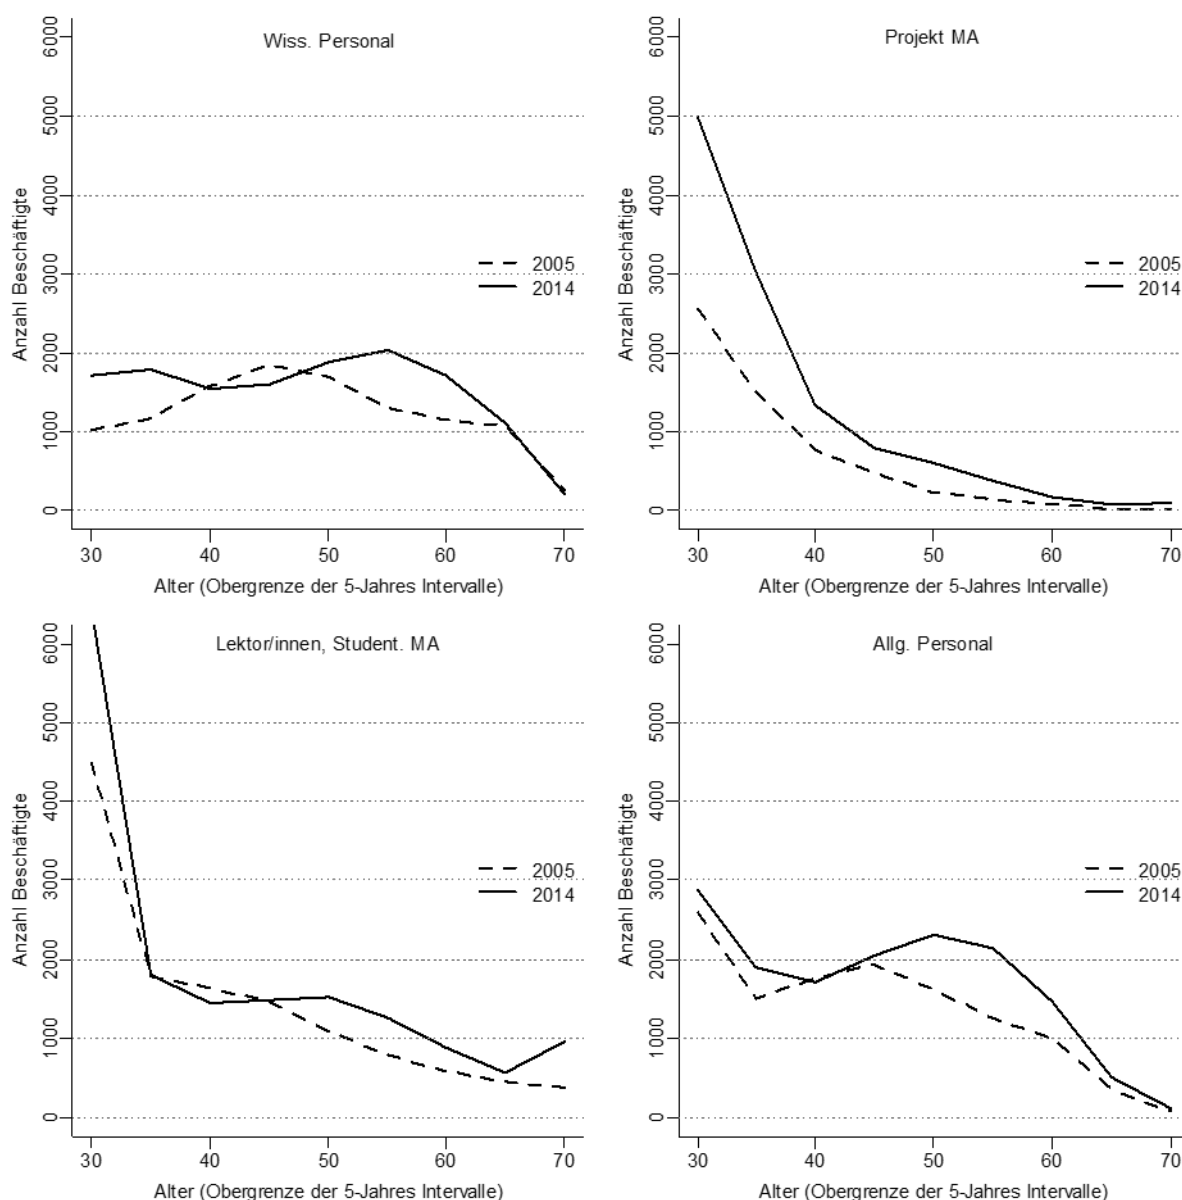 Wiss. Personal
Anzahl Beschäftigte
6000
5000
4000
3000
2000
1000
0
2005
2014
30 40 50 60 70
Alter (Obergrenze der 5-Jahres Intervalle)
Projekt MA
Anzahl Beschäftigte
6000
5000
4000
3000
2000
1000
0
2005
2014
30 40 50 60 70
Alter (Obergrenze der 5-Jahres Intervalle)
Lektor/innen, Student. MA
Anzahl Beschäftigte
6000
5000
4000
3000
2000
1000
0
2005
2014
30 40 50 60 70
Alter (Obergrenze der 5-Jahres Intervalle)
Allg. Personal
Anzahl Beschäftigte
6000
5000
4000
3000
2000
1000
0
2005
2014
30 40 50 60 70
Alter (Obergrenze der 5-Jahres Intervalle)